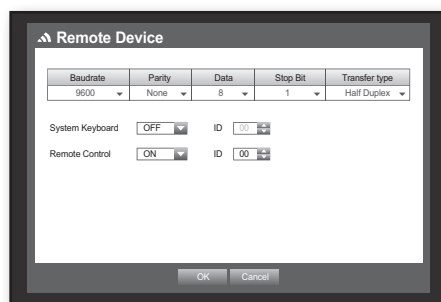 Remote Device
Baudrate Parity Data Stop Bit Transfer type
9600 None 8 1 Half Duplex
System Keyboard OFF ID 00
Remote Control ON ID 00
OK Cancel